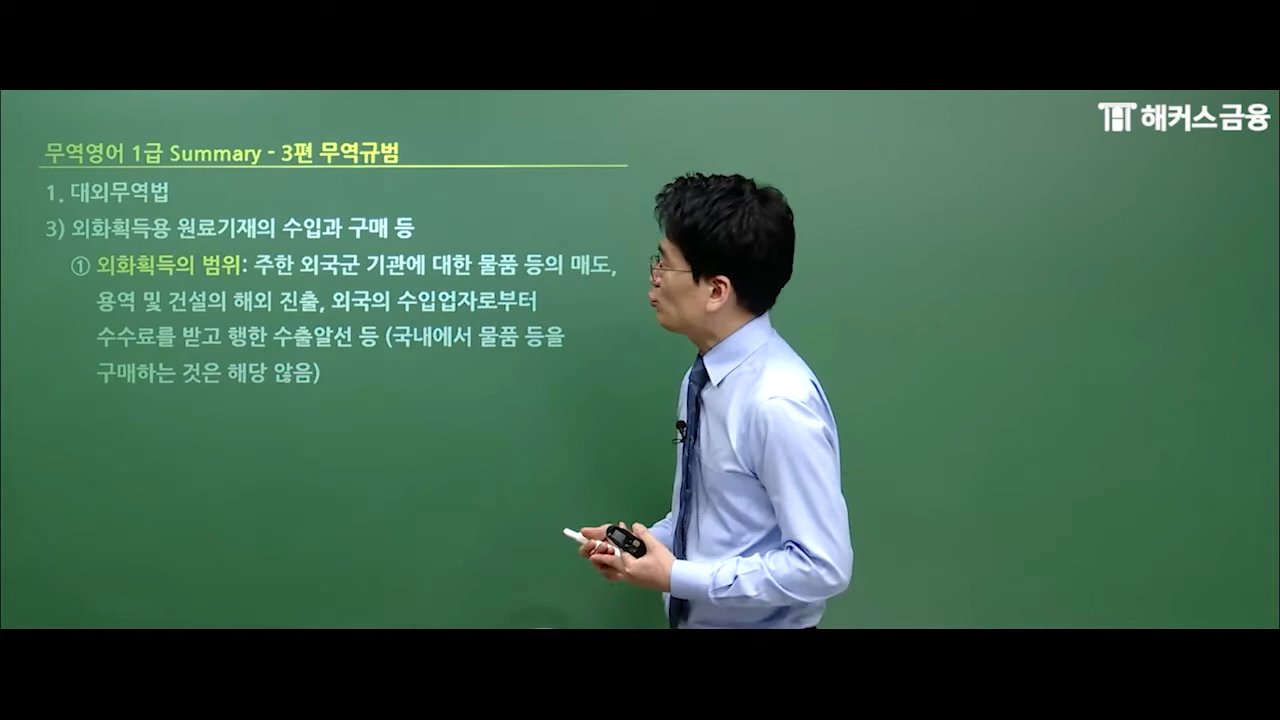 해커스금융
무역영어 1급 Summary - 3편 무역규범
1. 대외무역법
3) 외화획득용 원료기재의 수입과 구매 등
① 외화획득의 범위: 주한 외국군 기관에 대한 물품 등의 매도,
용역 및 건설의 해외 진출, 외국의 수입업자로부터
수수료를 받고 행한 수출알선 등 (국내에서 물품 등을
구매하는 것은 해당 않음)